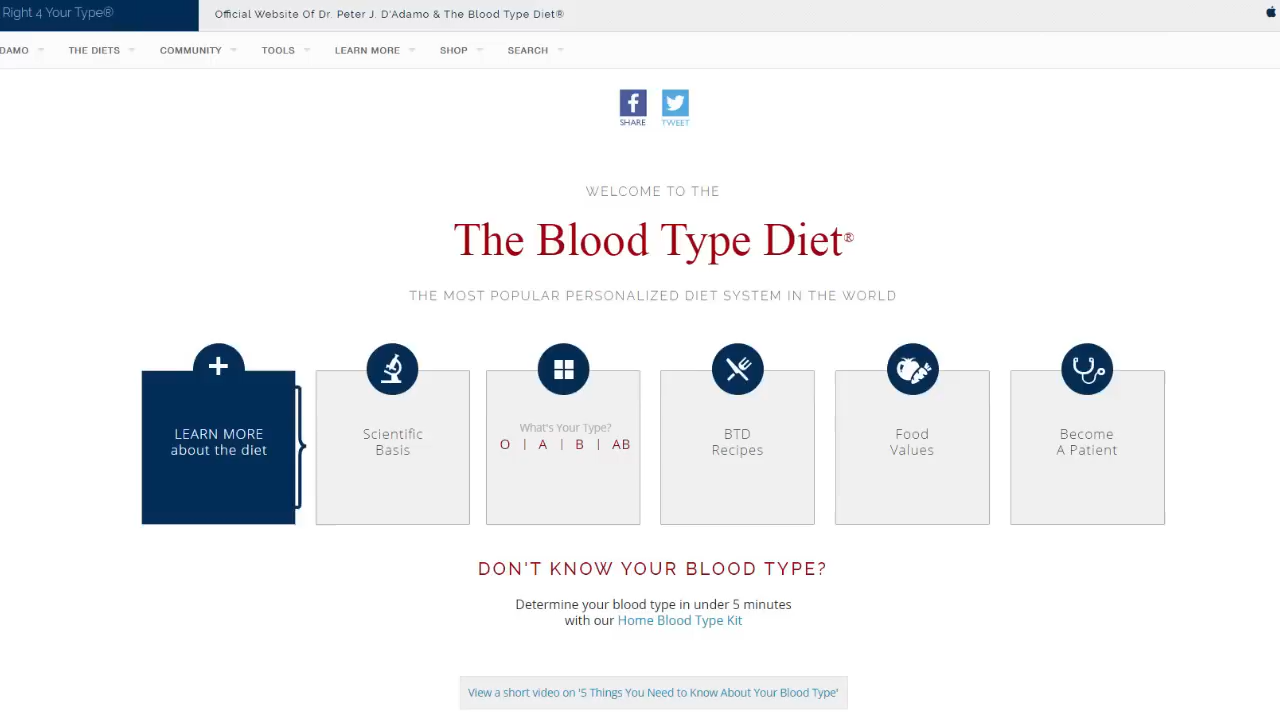 Right 4 Your Type®
Official Website Of Dr. Peter J. D'Adamo & The Blood Type Diet®
DAMO THE DIETS COMMUNITY TOOLS LEARN MORE SHOP SEARCH
SHARE TWEET
WELCOME TO THE
The Blood Type Diet®
THE MOST POPULAR PERSONALIZED DIET SYSTEM IN THE WORLD
LEARN MORE
about the diet
Scientific
Basis
What's Your Type?
O | A | B | AB
BTD
Recipes
Food
Values
Become
A Patient
DON'T KNOW YOUR BLOOD TYPE?
Determine your blood type in under 5 minutes
with our Home Blood Type Kit
View a short video on '5 Things You Need to Know About Your Blood Type'